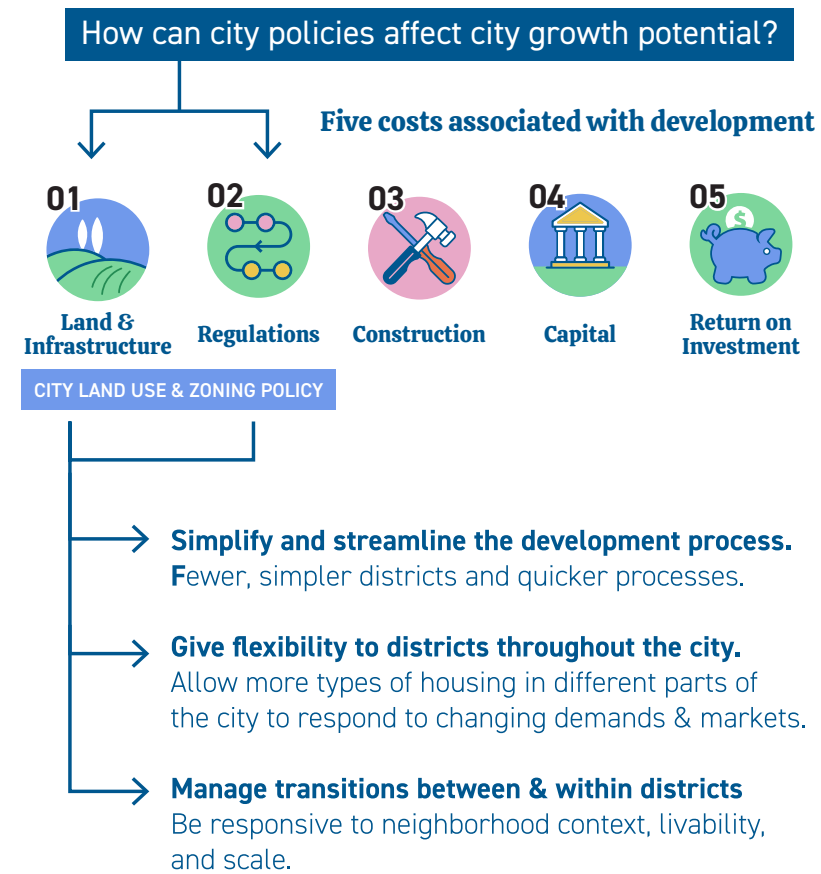 How can city policies affect city growth potential?
Five costs associated with development
01
02
03
04
05
$
Land &
Infrastructure
Regulations
Construction
Capital
Return on
Investment
CITY LAND USE & ZONING POLICY
Simplify and streamline the development process.
Fewer, simpler districts and quicker processes.
Give flexibility to districts throughout the city.
Allow more types of housing in different parts of
the city to respond to changing demands & markets.
Manage transitions between & within districts
Be responsive to neighborhood context, livability,
and scale.